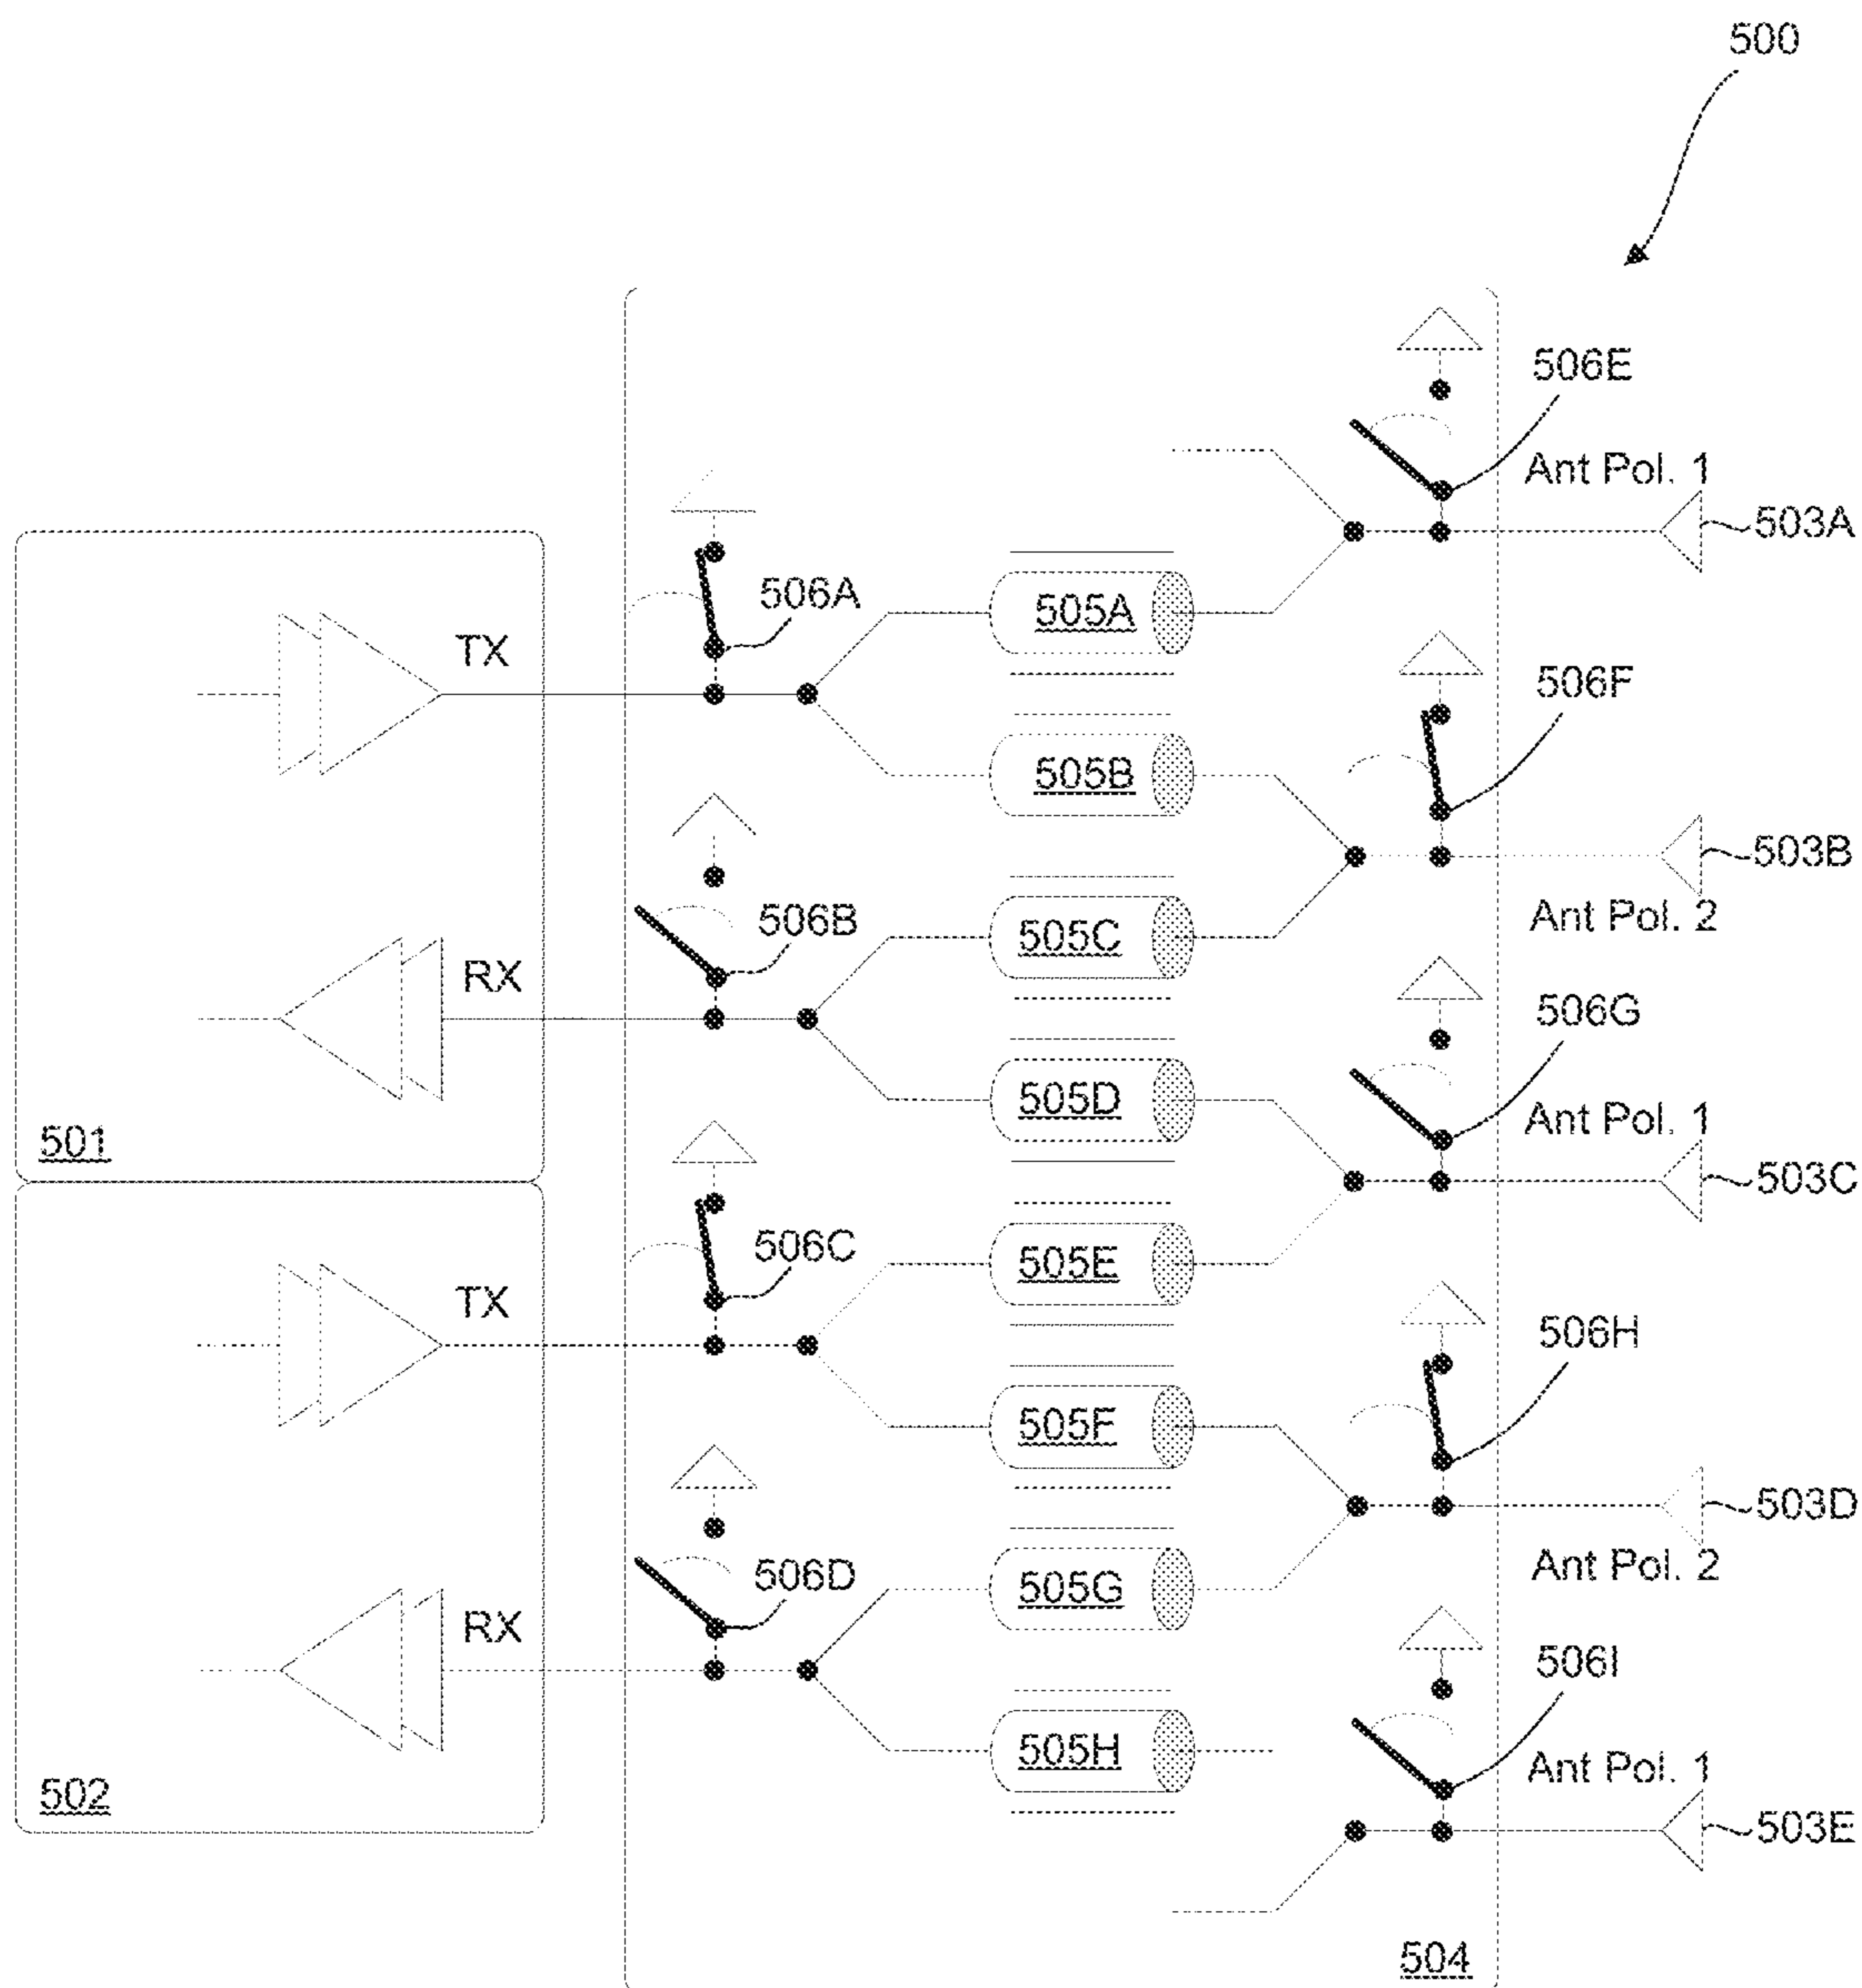 500
506E
Ant Pol. 1
503A
506A
505A
TX
506F
505B
503B
Ant Pol. 2
506B
505C
RX
506G
505D
Ant Pol. 1
501
503C
506C
505E
TX
506H
505F
503D
Ant Pol. 2
506D
505G
RX
506I
505H
Ant Pol. 1
502
503E
504